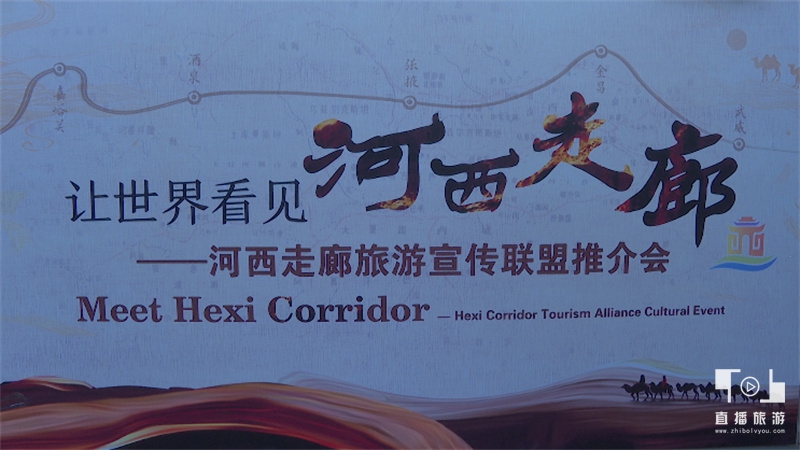 嘉峪关
酒泉
张掖
金昌
武威
让世界看见 河西走廊
——河西走廊旅游宣传联盟推介会
Meet Hexi Corridor — Hexi Corridor Tourism Alliance Cultural Event
直播旅游
www.zhibolvyou.com